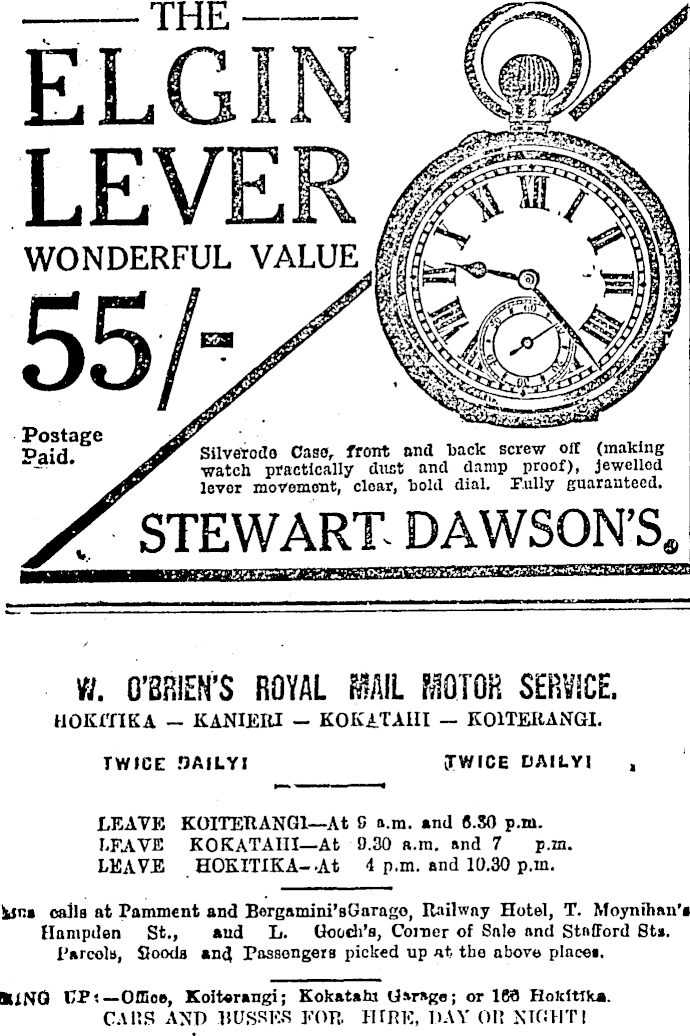 THE
ELGIN
LEVER
WONDERFUL VALUE
55/-
Postage
Paid.
Silverode Case, front and back screw off (making
watch practically dust and damp proof), jewelled
lever movement, clear, bold dial. Fully guaranteed.
STEWART DAWSON'S.
W. O'BRIEN'S ROYAL MAIL MOTOR SERVICE.
HOKITIKA — KANIERI — KOKATAHI — KOITERANGI.
TWICE DAILY! TWICE DAILY!
LEAVE KOITERANGI—At 9 a.m. and 6.30 p.m.
LEAVE KOKATAHI—At 9.30 a.m. and 7 p.m.
LEAVE HOKITIKA—At 4 p.m. and 10.30 p.m.
calls at Pamment and Bergamini'sGarage, Railway Hotel, T. Moynihan's
Hampden St., and L. Gooch's, Corner of Sale and Stafford Sts.
Parcels, Goods and Passengers picked up at the above places.
UP:—Office, Koiterangi; Kokatahi Garage; or 166 Hokitika.
CARS AND BUSSES FOR HIRE, DAY OR NIGHT!